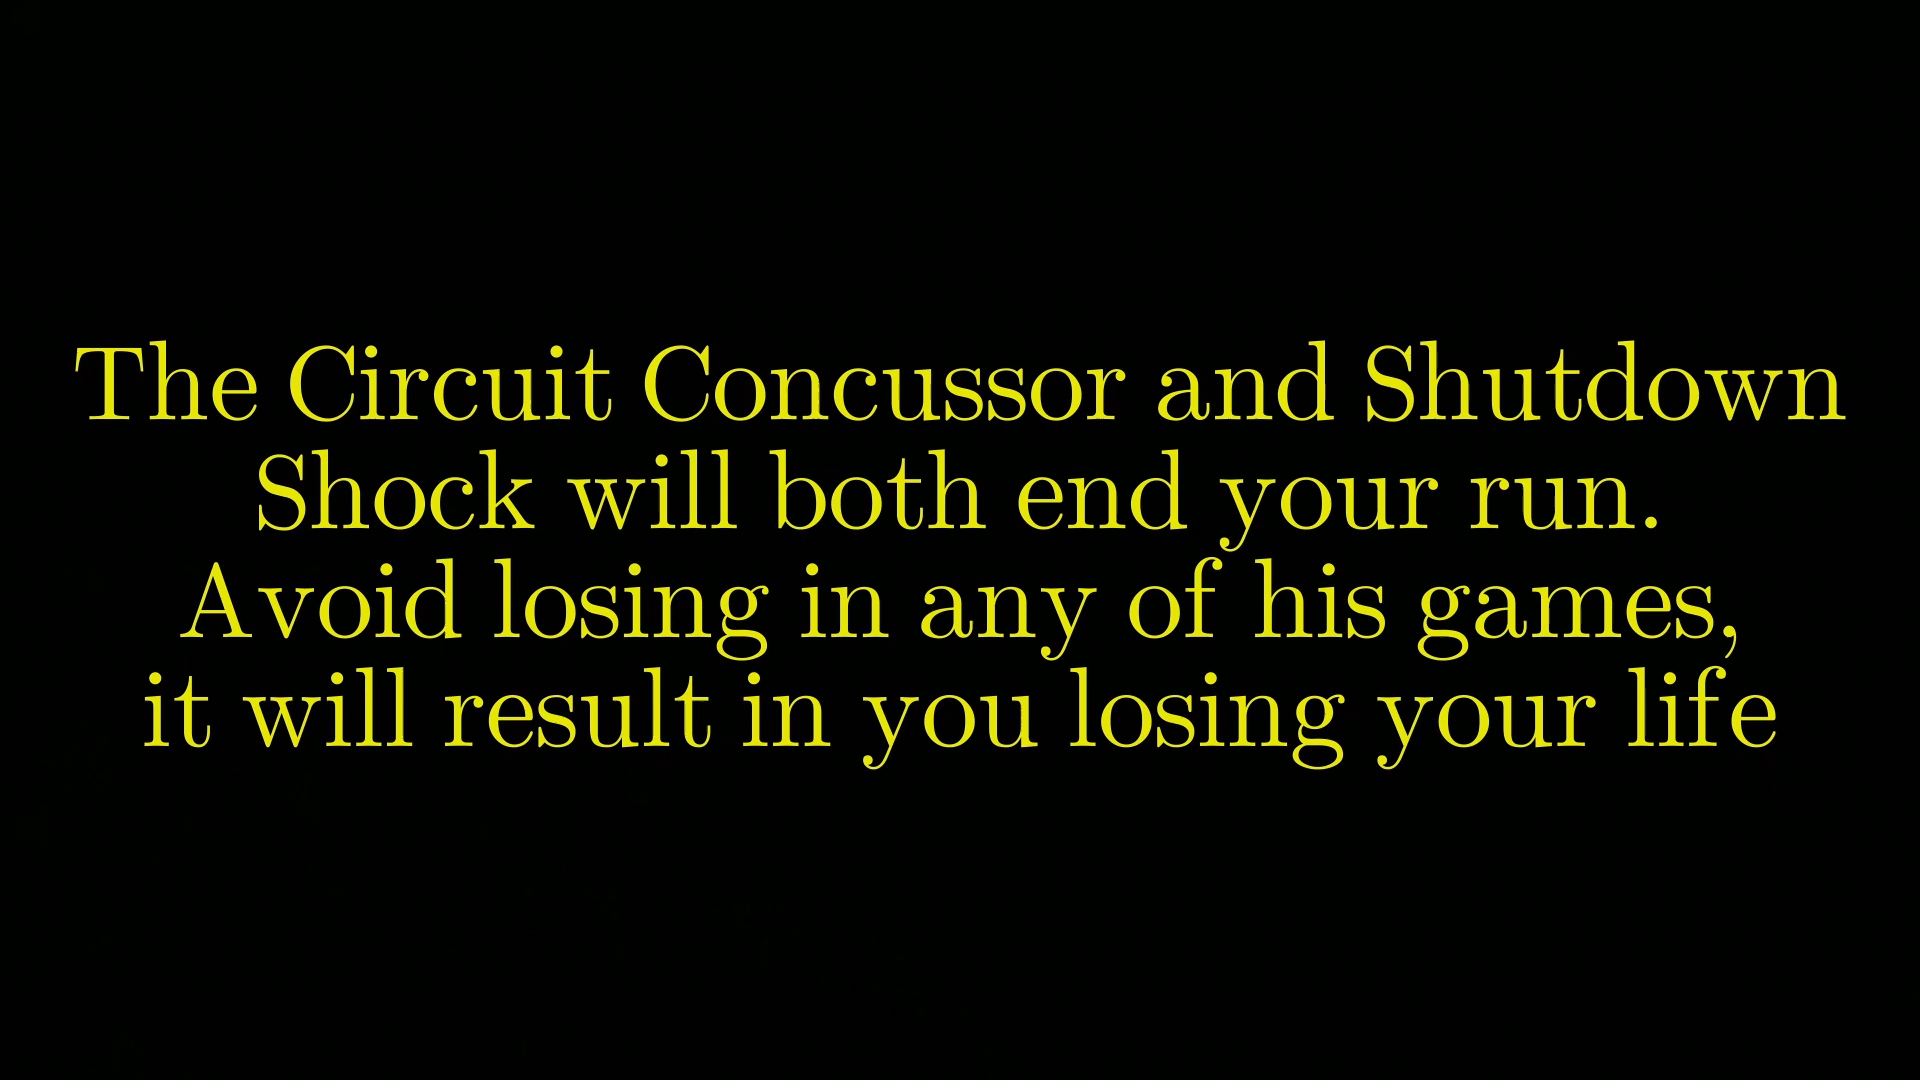 The Circuit Concussor and Shutdown
Shock will both end your run.
Avoid losing in any of his games,
it will result in you losing your life